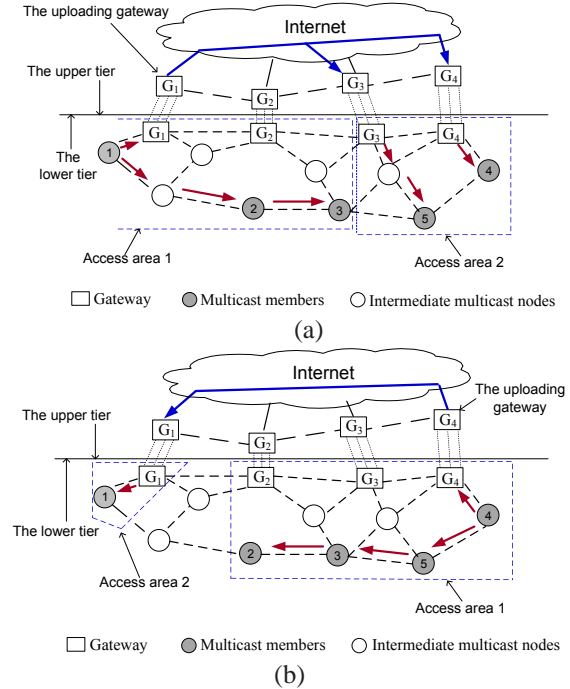 The uploading gateway
Internet
The upper tier
G1
G2
G3
G4
The lower tier
G1
G2
G3
G4
1
2
3
4
5
Access area 1
Access area 2
Gateway
Multicast members
Intermediate multicast nodes
(a)
Internet
The uploading
gateway
The upper tier
G1
G2
G3
G4
G1
G2
G3
G4
1
2
3
4
5
The lower tier
Access area 2
Access area 1
Gateway
Multicast members
Intermediate multicast nodes
(b)